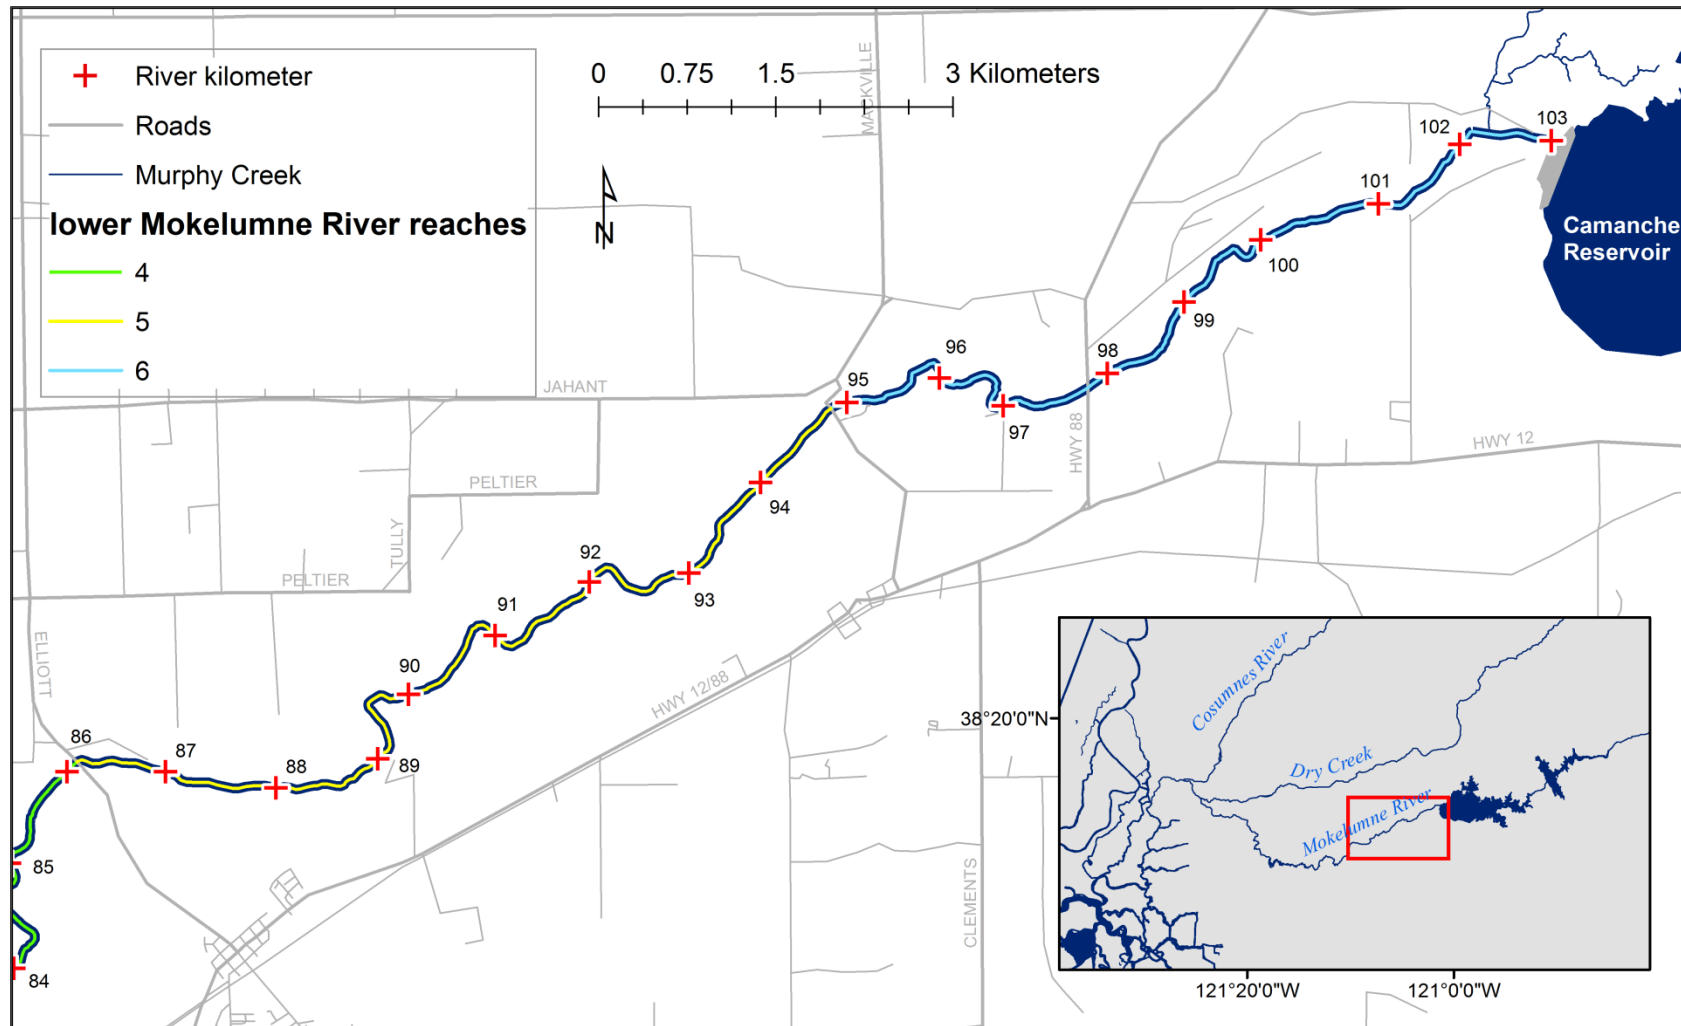 River kilometer
Roads
Murphy Creek
lower Mokelumne River reaches
4
5
6
0 0.75 1.5 3 Kilometers
N
MACKVILLE
103
102
101
100
99
98
97
96
95
94
93
92
91
90
89
88
87
86
85
84
Camanche
Reservoir
JAHANT
PELTIER
TULLY
PELTIER
ELLIOTT
HWY 88
HWY 12
HWY 12/88
CLEMENTS
Cosumnes River
38°20'0"N
Dry Creek
Mokelumne River
121°20'0"W 121°0'0"W